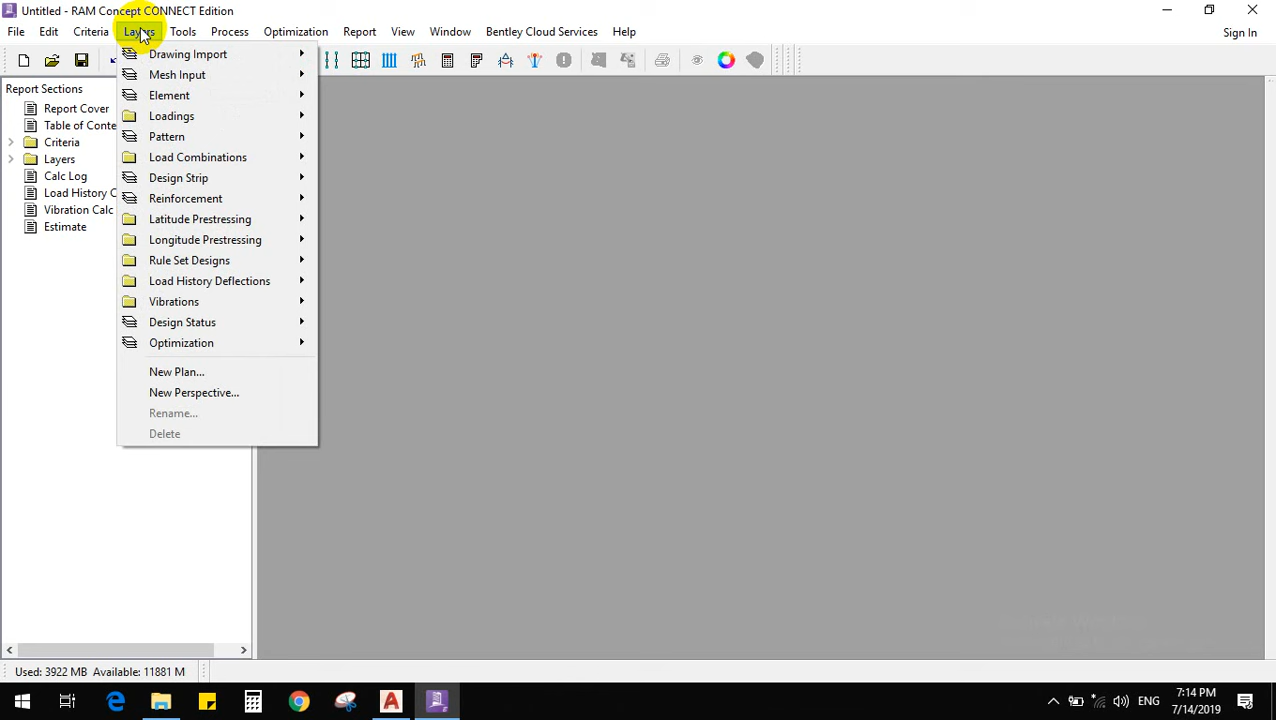 Untitled - RAM Concept CONNECT Edition
File Edit Criteria Layers Tools Process Optimization Report View Window Bentley Cloud Services Help Sign In
Report Sections
Report Cover
Table of Conte
Criteria
Layers
Calc Log
Load History C
Vibration Calc
Estimate
Drawing Import
Mesh Input
Element
Loadings
Pattern
Load Combinations
Design Strip
Reinforcement
Latitude Prestressing
Longitude Prestressing
Rule Set Designs
Load History Deflections
Vibrations
Design Status
Optimization
New Plan...
New Perspective...
Rename...
Delete
Used: 3922 MB Available: 11881 M
ENG
7:14 PM
7/14/2019